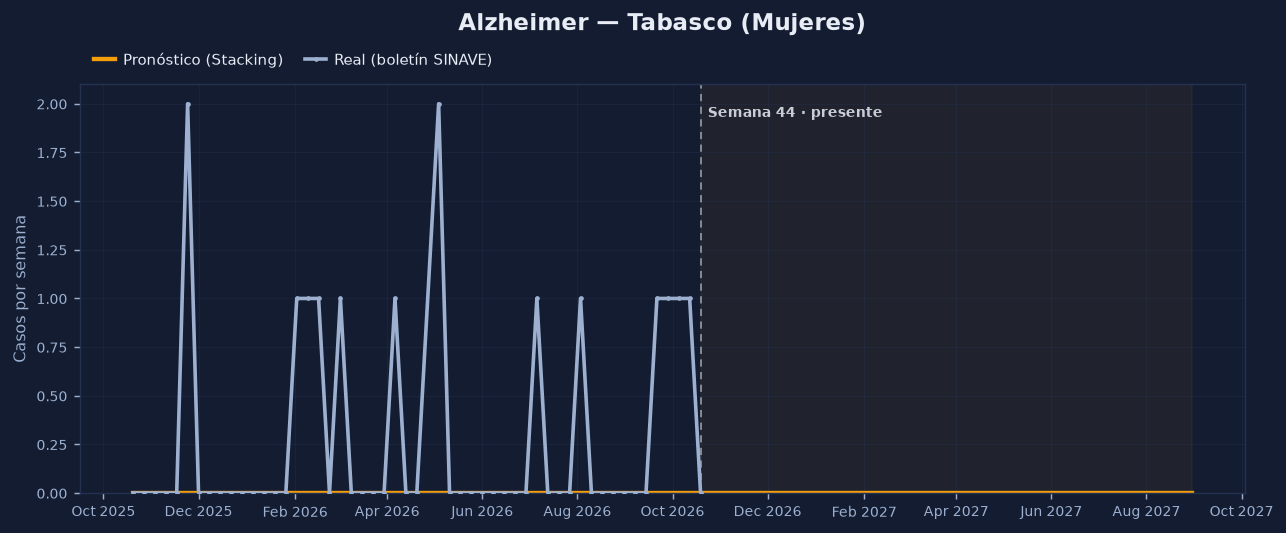 Alzheimer — Tabasco (Mujeres)
Pronóstico (Stacking) Real (boletín SINAVE)
2.00
1.75
1.50
1.25
1.00
0.75
0.50
0.25
0.00
Casos por semana
Semana 44 · presente
Oct 2025 Dec 2025 Feb 2026 Apr 2026 Jun 2026 Aug 2026 Oct 2026 Dec 2026 Feb 2027 Apr 2027 Jun 2027 Aug 2027 Oct 2027